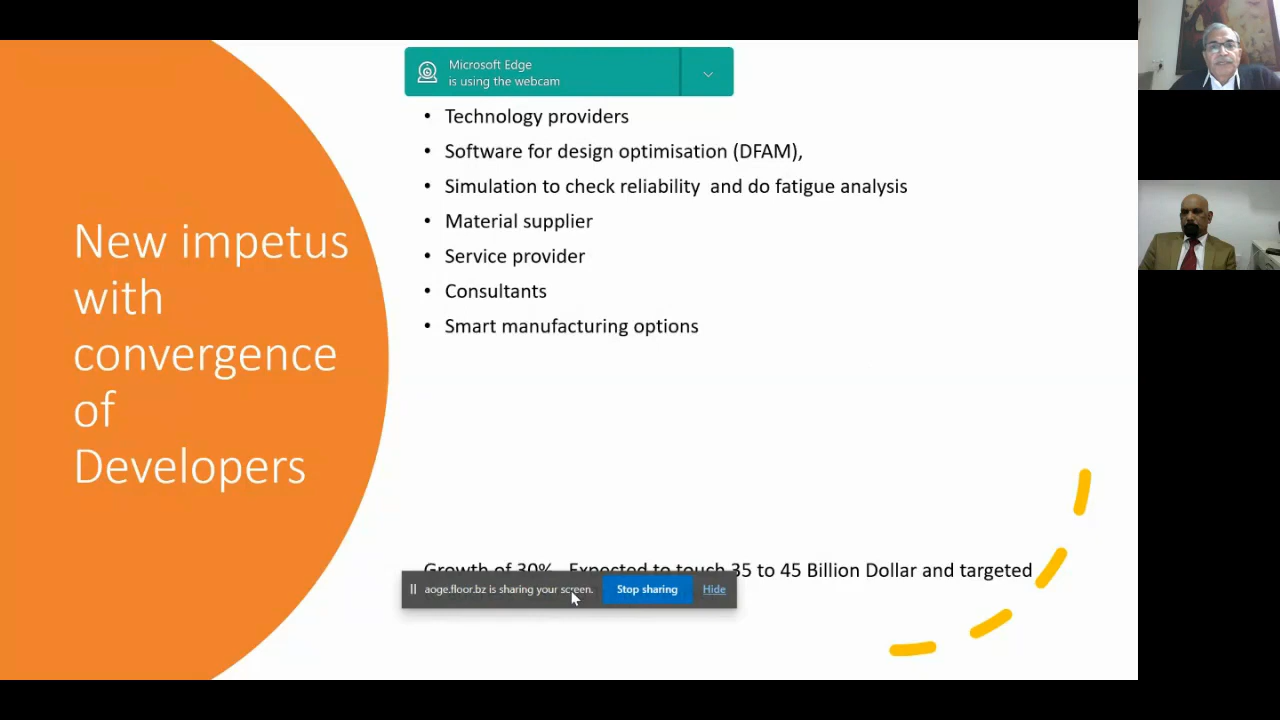 New impetus
with
convergence
of
Developers
Microsoft Edge
is using the webcam
• Technology providers
• Software for design optimisation (DFAM),
• Simulation to check reliability and do fatigue analysis
• Material supplier
• Service provider
• Consultants
• Smart manufacturing options
Growth of 30% Expected to touch 35 to 45 Billion Dollar and targeted
aoge.floor.bz is sharing your screen.
Stop sharing
Hide